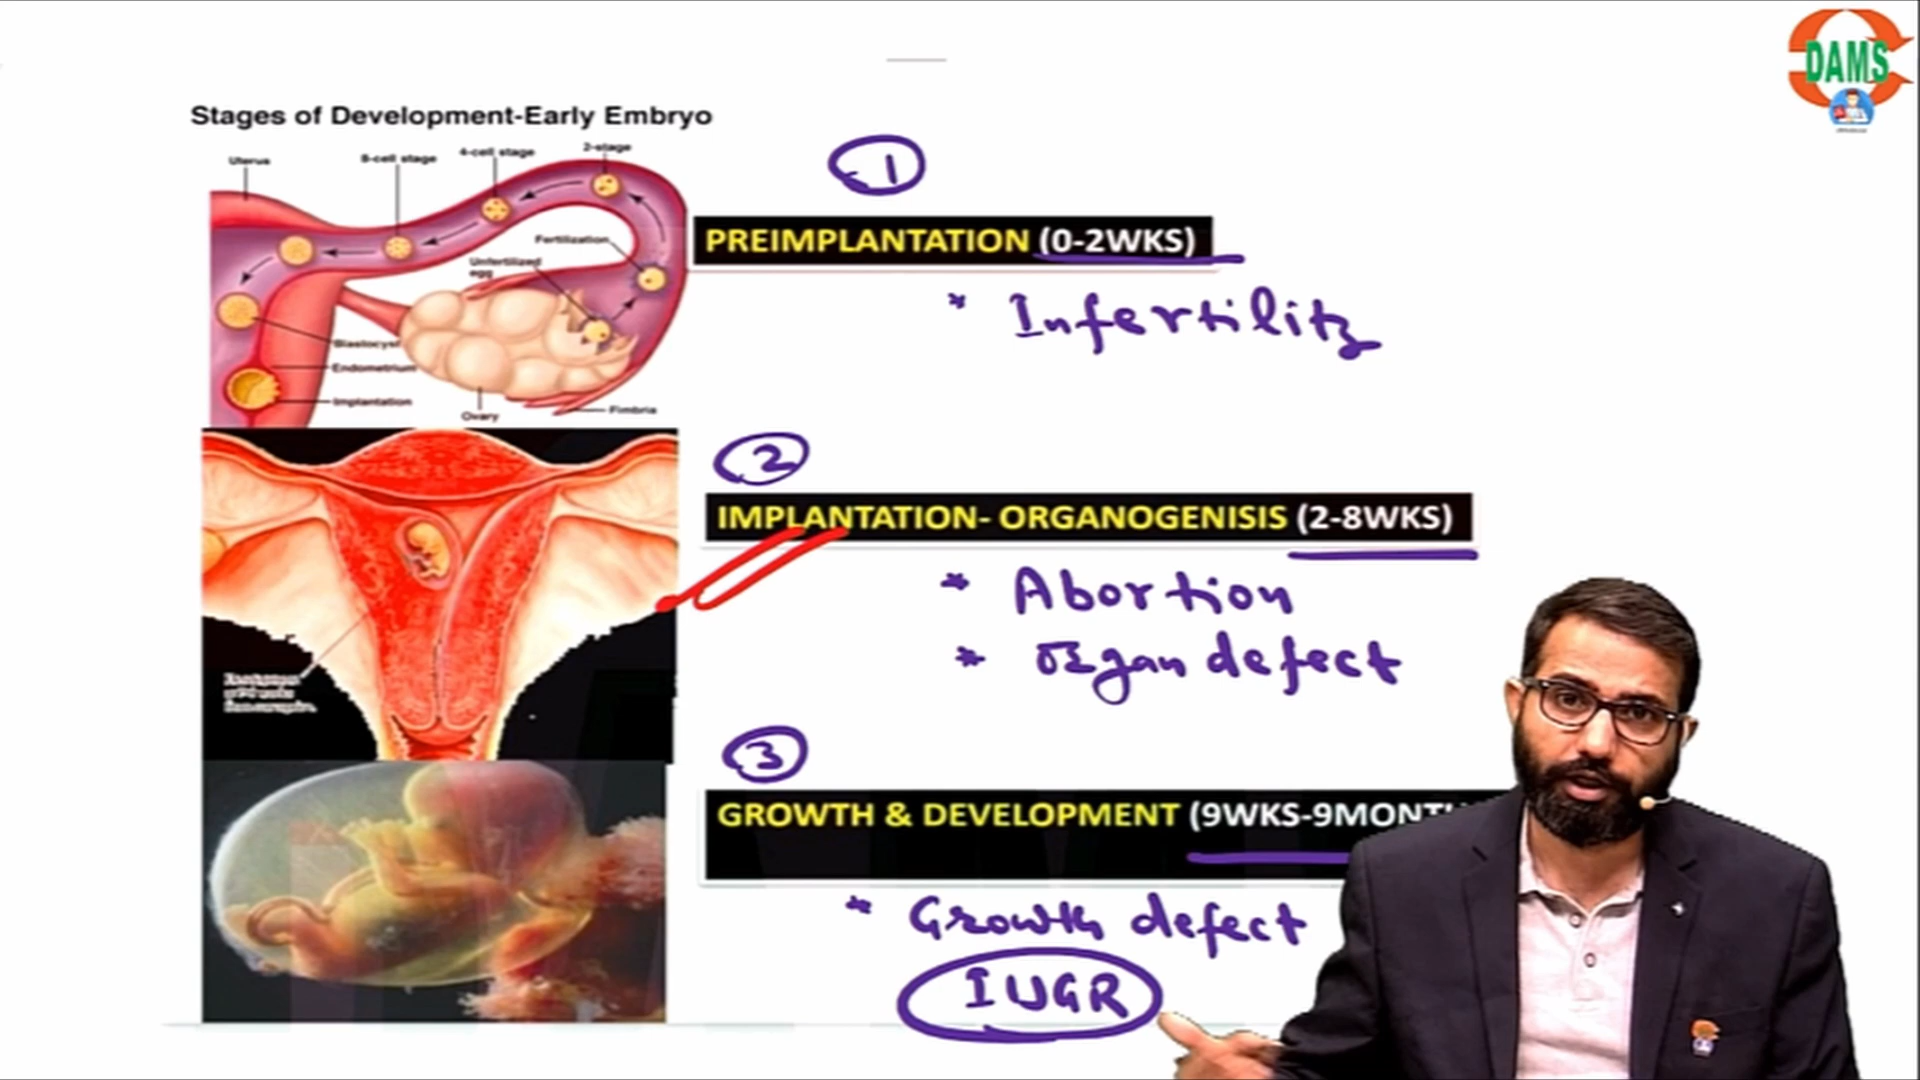 DAMS
Stages of Development-Early Embryo
Uterus
8-cell stage
4-cell stage
2-stage
Fertilization
Unfertilized
egg
Blastocyst
Endometrium
Implantation
Ovary
Fimbria
1
PREIMPLANTATION (0-2WKS)
* Infertility
2
IMPLANTATION- ORGANOGENISIS (2-8WKS)
* Abortion
* organ defect
3
GROWTH & DEVELOPMENT (9WKS-9MONT
* Growth defect
IUGR